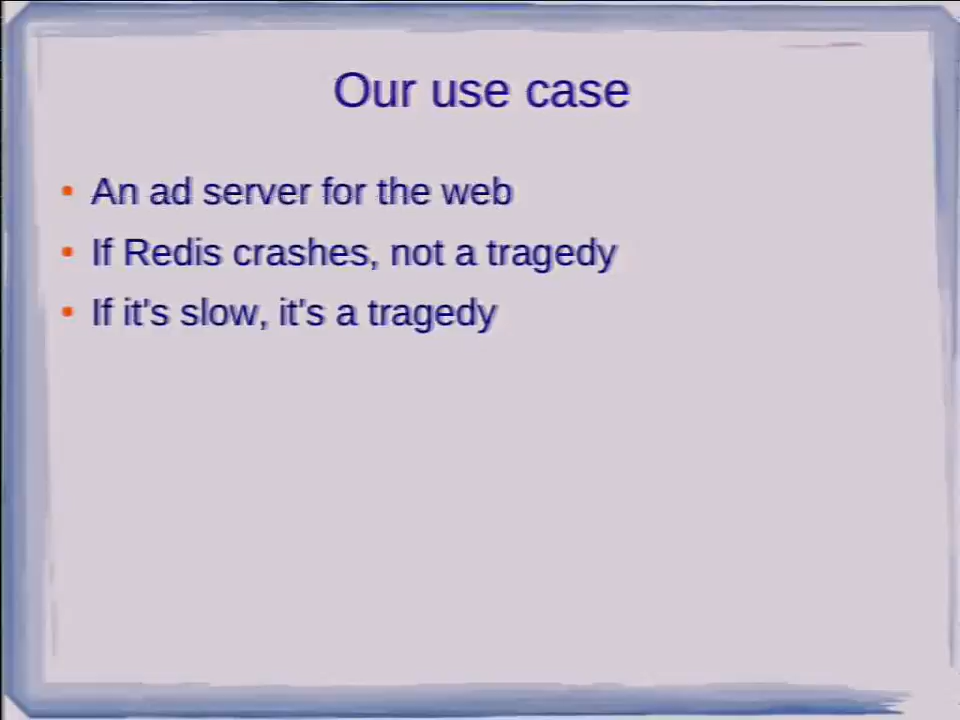 Our use case
• An ad server for the web
• If Redis crashes, not a tragedy
• If it's slow, it's a tragedy